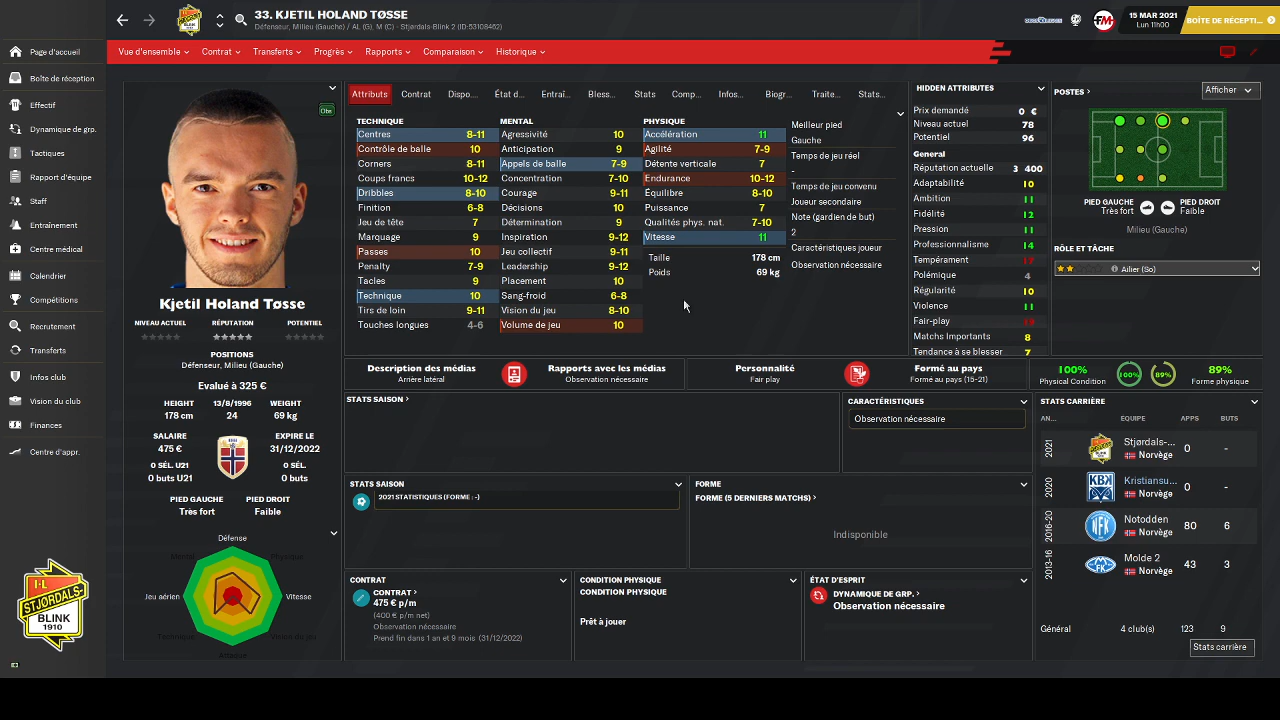 33. KJETIL HOLAND TØSSE
Défenseur, Milieu (Gauche) / AL (G), M (C) - Stjørdals-Blink 2 (ID:53108462)
15 MAR 2021
Lun 11h00
BOÎTE DE RÉCEPTI...
Page d'accueil
Boîte de réception
Effectif
Dynamique de grp.
Tactiques
Rapport d'équipe
Staff
Entraînement
Centre médical
Calendrier
Compétitions
Recrutement
Transferts
Infos club
Vision du club
Finances
Centre d'appr.
I-L
STJØRDALS-
BLINK
1910
Vue d'ensemble Contrat Transferts Progrès Rapports Comparaison Historique
Obs
Kjetil Holand Tøsse
NIVEAU ACTUEL RÉPUTATION POTENTIEL
POSITIONS
Défenseur, Milieu (Gauche)
Evalué à 325 €
HEIGHT 13/8/1996 WEIGHT
178 cm 24 69 kg
SALAIRE EXPIRE LE
475 € 31/12/2022
0 SÉL. U21 0 SÉL.
0 buts U21 0 buts
PIED GAUCHE PIED DROIT
Très fort Faible
Défense
Mental Physique
Jeu aérien Vitesse
Technique Vision du jeu
Attaque
Attributs Contrat Dispo... État d... Entraî... Bless... Stats Comp... Infos... Biogr... Traite... Stats...
TECHNIQUE
Centres 8-11
Contrôle de balle 10
Corners 8-11
Coups francs 10-12
Dribbles 8-10
Finition 6-8
Jeu de tête 7
Marquage 9
Passes 10
Penalty 7-9
Tacles 9
Technique 10
Tirs de loin 9-11
Touches longues 4-6
MENTAL
Agressivité 10
Anticipation 9
Appels de balle 7-9
Concentration 7-10
Courage 9-11
Décisions 10
Détermination 9
Inspiration 9-12
Jeu collectif 9-11
Leadership 9-12
Placement 10
Sang-froid 6-8
Vision du jeu 8-10
Volume de jeu 10
PHYSIQUE
Accélération 11
Agilité 7-9
Détente verticale 7
Endurance 10-12
Équilibre 8-10
Puissance 7
Qualités phys. nat. 7-10
Vitesse 11
Taille 178 cm
Poids 69 kg
Meilleur pied
Gauche
Temps de jeu réel
-
Temps de jeu convenu
Joueur secondaire
Note (gardien de but)
2
Caractéristiques joueur
Observation nécessaire
HIDDEN ATTRIBUTES
Prix demandé 0 €
Niveau actuel 78
Potentiel 96
General
Réputation actuelle 3 400
Adaptabilité 10
Ambition 11
Fidélité 12
Pression 11
Professionnalisme 14
Tempérament
Polémique 4
Régularité 10
Violence 11
Fair-play
Matchs Importants 8
Tendance à se blesser 7
POSTES
Afficher
PIED GAUCHE PIED DROIT
Très fort Faible
Milieu (Gauche)
RÔLE ET TÂCHE
Ailier (So)
Description des médias
Arrière latéral
Rapports avec les médias
Observation nécessaire
Personnalité
Fair play
Formé au pays
Formé au pays (15-21)
100%
Physical Condition
100%
89%
89%
Forme physique
STATS SAISON
CARACTÉRISTIQUES
Observation nécessaire
STATS SAISON
2021 STATISTIQUES (FORME : -)
FORME
FORME (5 DERNIERS MATCHS)
Indisponible
CONTRAT
CONTRAT
475 € p/m
(400 € p/m net)
Observation nécessaire
Prend fin dans 1 an et 9 mois (31/12/2022)
CONDITION PHYSIQUE
CONDITION PHYSIQUE
Prêt à jouer
ÉTAT D'ESPRIT
DYNAMIQUE DE GRP.
Observation nécessaire
STATS CARRIÈRE
AN... EQUIPE APPS BUTS
2021 Stjørdals-... 0 -
Norvège
2020 Kristiansu... 0 -
Norvège
2016-20 Notodden 80 6
Norvège
2013-16 Molde 2 43 3
Norvège
Général 4 club(s) 123 9
Stats carrière